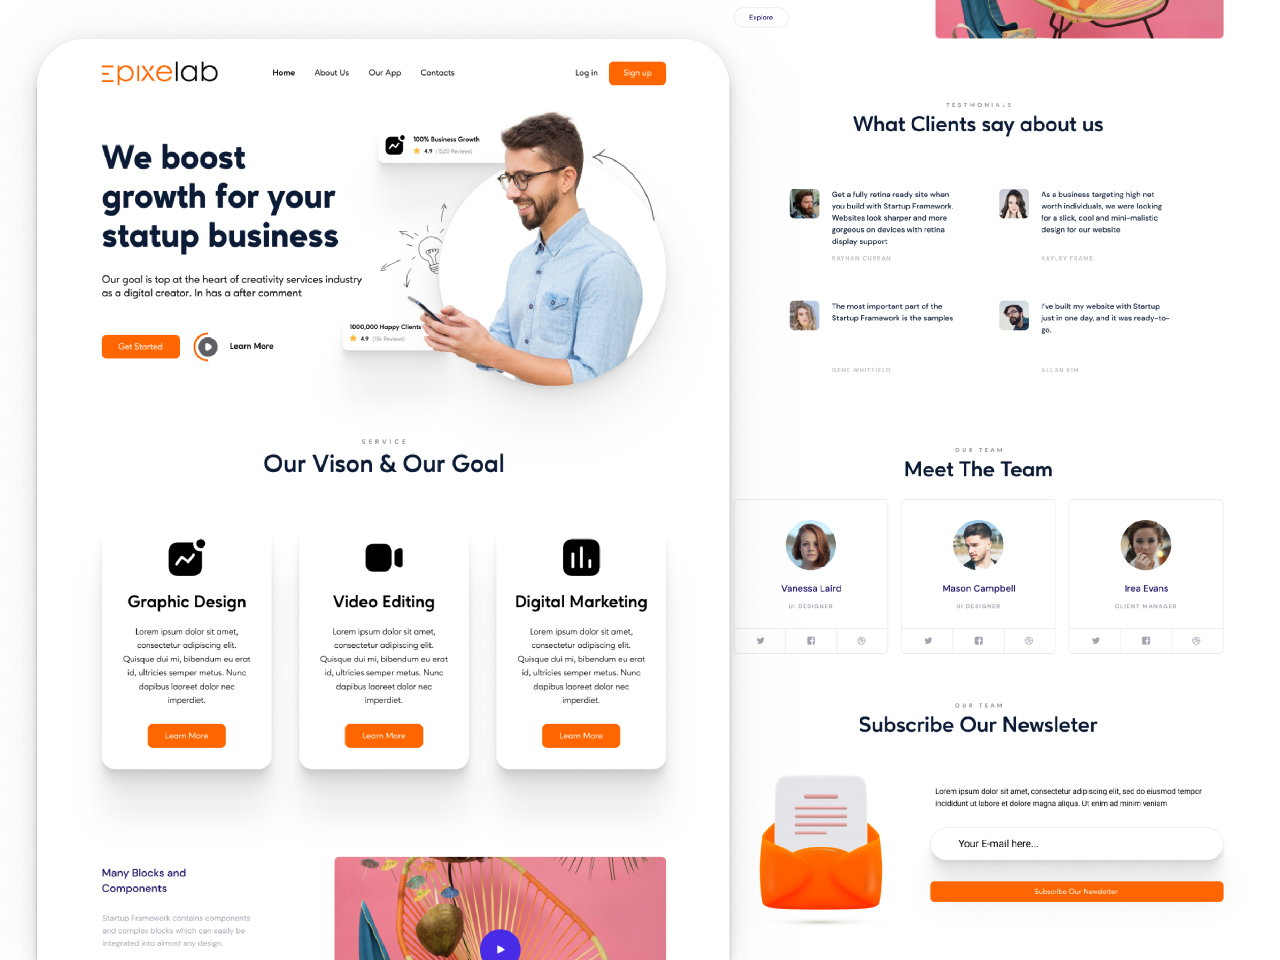 Epixelab
Home
About Us
Our App
Contacts
Log in
Sign up
We boost
growth for your
statup business
Our goal is top at the heart of creativity services industry
as a digital creator. In has a after comment
Get Started
Learn More
100% Business Growth
4.9 (1520 Reviews)
1000,000 Happy Clients
4.9 (15k Reviews)
SERVICE
Our Vison & Our Goal
Graphic Design
Lorem ipsum dolor sit amet,
consectetur adipiscing elit.
Quisque dui mi, bibendum eu erat
id, ultricies semper metus. Nunc
dapibus laoreet dolor nec
imperdiet.
Learn More
Video Editing
Lorem ipsum dolor sit amet,
consectetur adipiscing elit.
Quisque dui mi, bibendum eu erat
id, ultricies semper metus. Nunc
dapibus laoreet dolor nec
imperdiet.
Learn More
Digital Marketing
Lorem ipsum dolor sit amet,
consectetur adipiscing elit.
Quisque dui mi, bibendum eu erat
id, ultricies semper metus. Nunc
dapibus laoreet dolor nec
imperdiet.
Learn More
Many Blocks and
Components
Startup Framework contains components
and complex blocks which can easily be
integrated into almost any design.
Explore
TESTMONIALS
What Clients say about us
Get a fully retina ready site when
you build with Startup Framework.
Websites look sharper and more
gorgeous on devices with retina
display support
RAYHAN CURRAN
As a business targeting high net
worth individuals, we were looking
for a slick, cool and mini-malistic
design for our website
KAYLEY FRAME
The most important part of the
Startup Framework is the samples
GENE WHITFIELD
I've built my website with Startup
just in one day, and it was ready-to-
go.
ALLAN KIM
OUR TEAM
Meet The Team
Vanessa Laird
UI DESIGNER
Mason Campbell
UI DESIGNER
Irea Evans
CLIENT MANAGER
OUR TEAM
Subscribe Our Newsleter
Lorem ipsum dolor sit amet, consectetur adipiscing elit, sed do eiusmod tempor
incididunt ut labore et dolore magna aliqua. Ut enim ad minim veniam
Your E-mail here...
Subscribe Our Newsletter